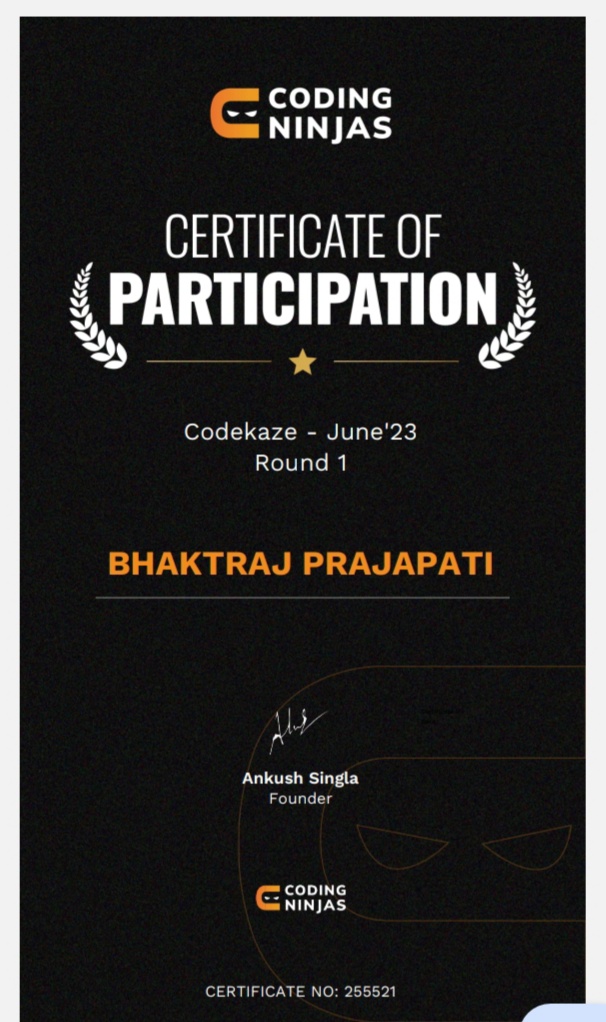 CODING
NINJAS
CERTIFICATE OF
PARTICIPATION
Codekaze - June'23
Round 1
BHAKTRAJ PRAJAPATI
Ankush Singla
Founder
CODING
NINJAS
CERTIFICATE NO: 255521